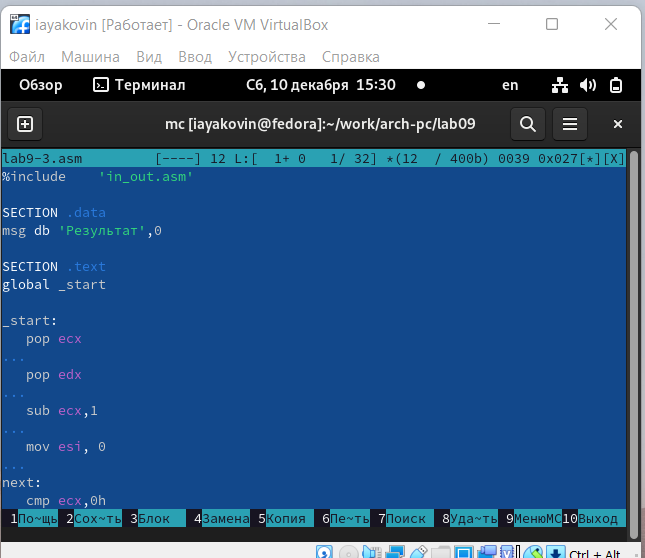 iayakovin [Работает] - Oracle VM VirtualBox
Файл Машина Вид Ввод Устройства Справка
Обзор Терминал Сб, 10 декабря 15:30 en
mc [iayakovin@fedora]:~/work/arch-pc/lab09
lab9-3.asm [----] 12 L:[ 1+ 0 1/ 32] *(12 / 400b) 0039 0x027[*][X]
%include 'in_out.asm'
SECTION .data
msg db 'Результат',0
SECTION .text
global _start
_start:
pop ecx
...
pop edx
...
sub ecx,1
...
mov esi, 0
...
next:
cmp ecx,0h
1По~щь 2Сох~ть 3Блок 4Замена 5Копия 6Пе~ть 7Поиск 8Уда~ть 9МенюMC 10Выход
Ctrl + Alt